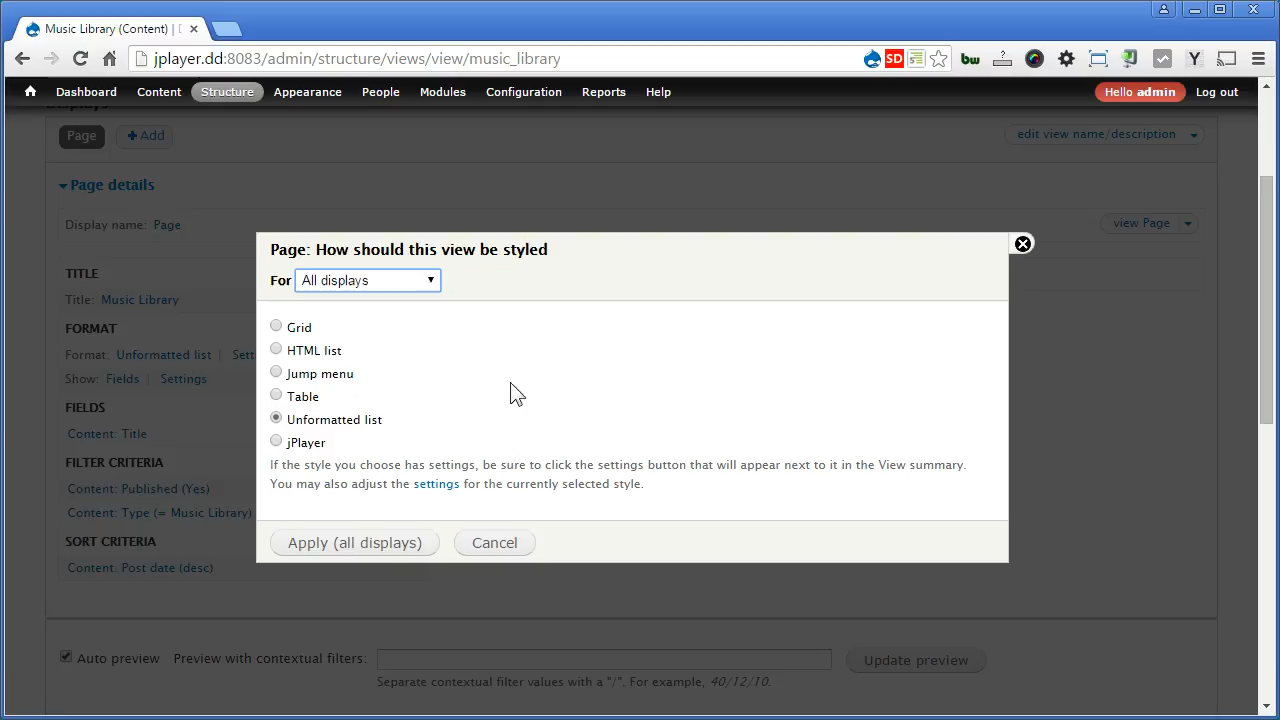 Music Library (Content) | D
jplayer.dd:8083/admin/structure/views/view/music_library
SD
bw
Y
Dashboard Content Structure Appearance People Modules Configuration Reports Help Hello admin Log out
Displays
Page + Add edit view name/description
Page details
Display name: Page view Page
Page: How should this view be styled
For All displays
TITLE
Title: Music Library
FORMAT
Format: Unformatted list | Sett
Show: Fields | Settings
FIELDS
Content: Title
FILTER CRITERIA
Content: Published (Yes)
Content: Type (= Music Library)
SORT CRITERIA
Content: Post date (desc)
Grid
HTML list
Jump menu
Table
Unformatted list
jPlayer
If the style you choose has settings, be sure to click the settings button that will appear next to it in the View summary.
You may also adjust the settings for the currently selected style.
Apply (all displays) Cancel
Auto preview Preview with contextual filters: Update preview
Separate contextual filter values with a "/". For example, 40/12/10.